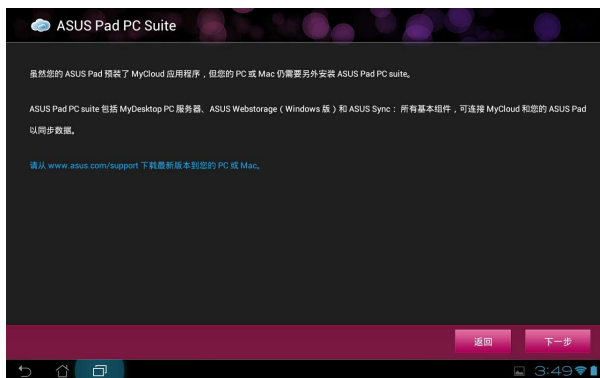 ASUS Pad PC Suite
虽然您的 ASUS Pad 预装了 MyCloud 应用程序，但您的 PC 或 Mac 仍需要另外安装 ASUS Pad PC suite。
ASUS Pad PC suite 包括 MyDesktop PC 服务器、ASUS Webstorage（Windows 版）和 ASUS Sync：所有基本组件，可连接 MyCloud 和您的 ASUS Pad
以同步数据。
请从 www.asus.com/support 下载最新版本到您的 PC 或 Mac。
返回 下一步
3:49